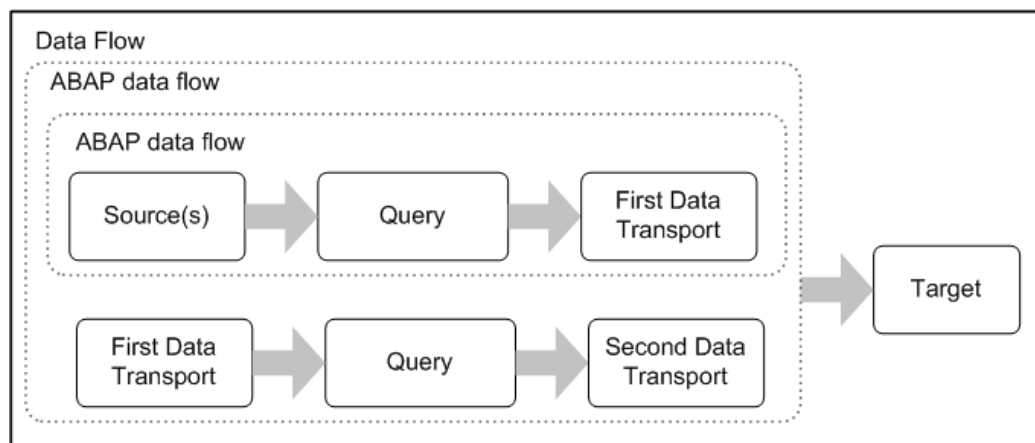 Data Flow
ABAP data flow
ABAP data flow
Source(s)
Query
First Data
Transport
First Data
Transport
Query
Second Data
Transport
Target